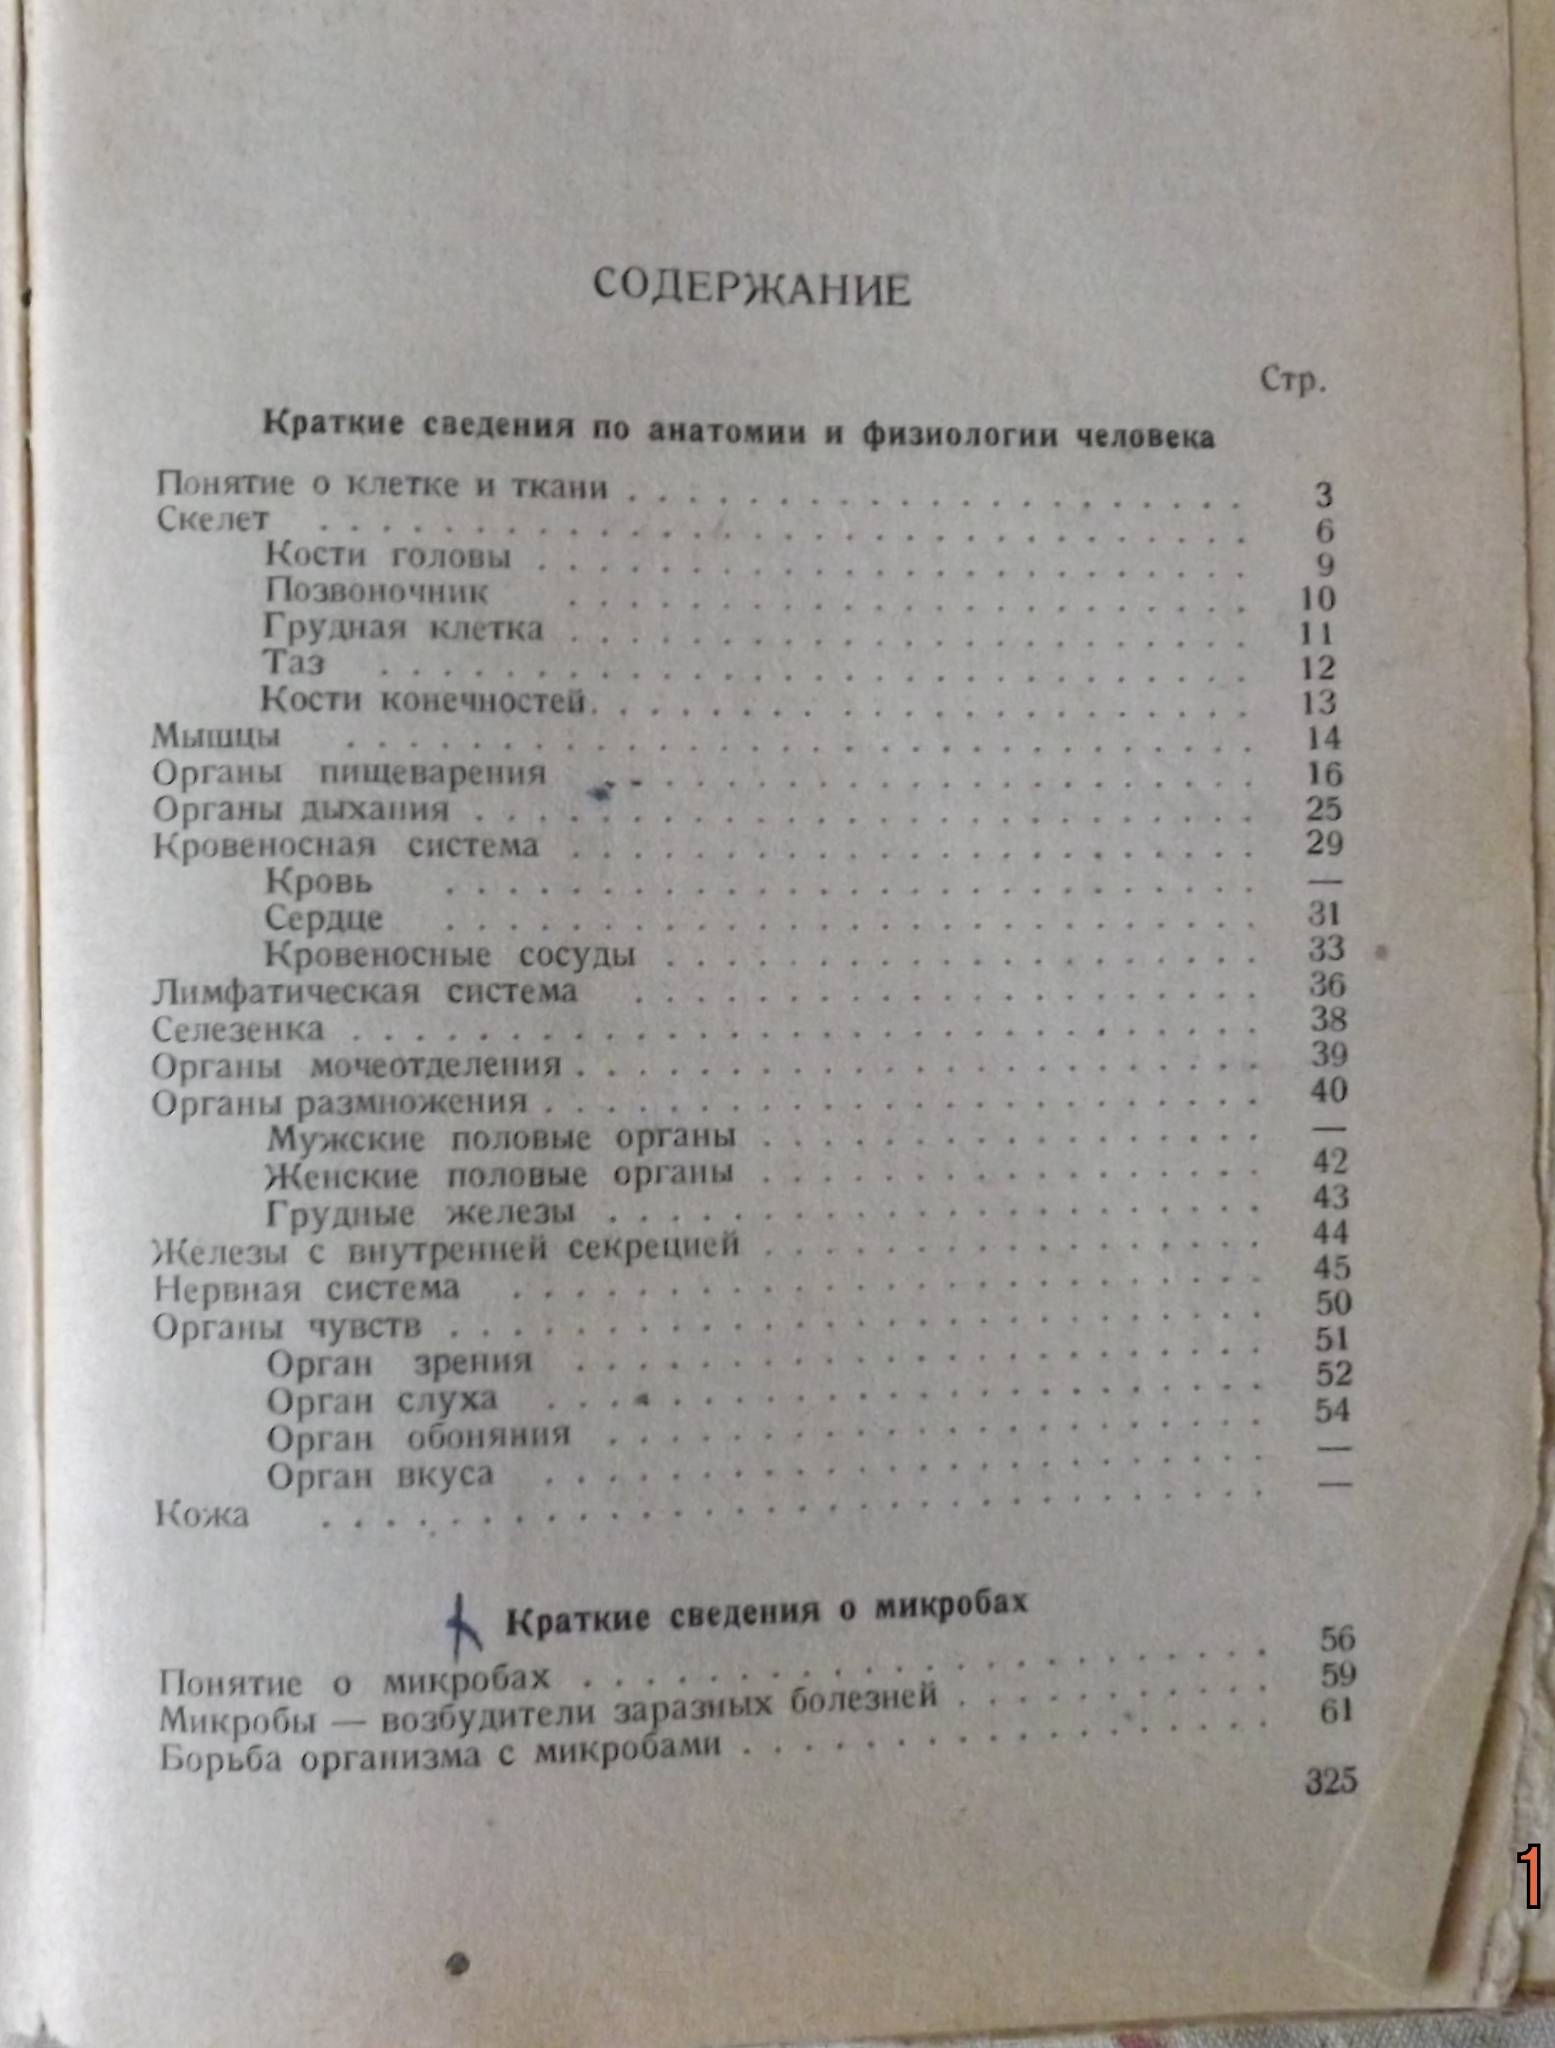 СОДЕРЖАНИЕ
Стр.
Краткие сведения по анатомии и физиологии человека
Понятие о клетке и ткани . . . . . . . . . . . . . . . . . . . . 3
Скелет . . . . . . . . . . . . . . . . . . . . 6
Кости головы . . . . . . . . . . . . . . . . . . . . 9
Позвоночник . . . . . . . . . . . . . . . . . . . . 10
Грудная клетка . . . . . . . . . . . . . . . . . . . . 11
Таз . . . . . . . . . . . . . . . . . . . . 12
Кости конечностей . . . . . . . . . . . . . . . . . . . . 13
Мышцы . . . . . . . . . . . . . . . . . . . . 14
Органы пищеварения . . . . . . . . . . . . . . . . . . . . 16
Органы дыхания . . . . . . . . . . . . . . . . . . . . 25
Кровеносная система . . . . . . . . . . . . . . . . . . . . 29
Кровь . . . . . . . . . . . . . . . . . . . . —
Сердце . . . . . . . . . . . . . . . . . . . . 31
Кровеносные сосуды . . . . . . . . . . . . . . . . . . . . 33
Лимфатическая система . . . . . . . . . . . . . . . . . . . . 36
Селезенка . . . . . . . . . . . . . . . . . . . . 38
Органы мочеотделения . . . . . . . . . . . . . . . . . . . . 39
Органы размножения . . . . . . . . . . . . . . . . . . . . 40
Мужские половые органы . . . . . . . . . . . . . . . . . —
Женские половые органы . . . . . . . . . . . . . . . . . 42
Грудные железы . . . . . . . . . . . . . . . . . . . . 43
Железы с внутренней секрецией . . . . . . . . . . . . . . . . . 44
Нервная система . . . . . . . . . . . . . . . . . . . . 45
Органы чувств . . . . . . . . . . . . . . . . . . . . 50
Орган зрения . . . . . . . . . . . . . . . . . . . . 51
Орган слуха . . . . . . . . . . . . . . . . . . . . 52
Орган обоняния . . . . . . . . . . . . . . . . . . . . 54
Орган вкуса . . . . . . . . . . . . . . . . . . . . —
Кожа . . . . . . . . . . . . . . . . . . . . —
Краткие сведения о микробах
Понятие о микробах . . . . . . . . . . . . . . . . . . . . 56
Микробы — возбудители заразных болезней . . . . . . . . . . . 59
Борьба организма с микробами . . . . . . . . . . . . . . . . . 61
325
1